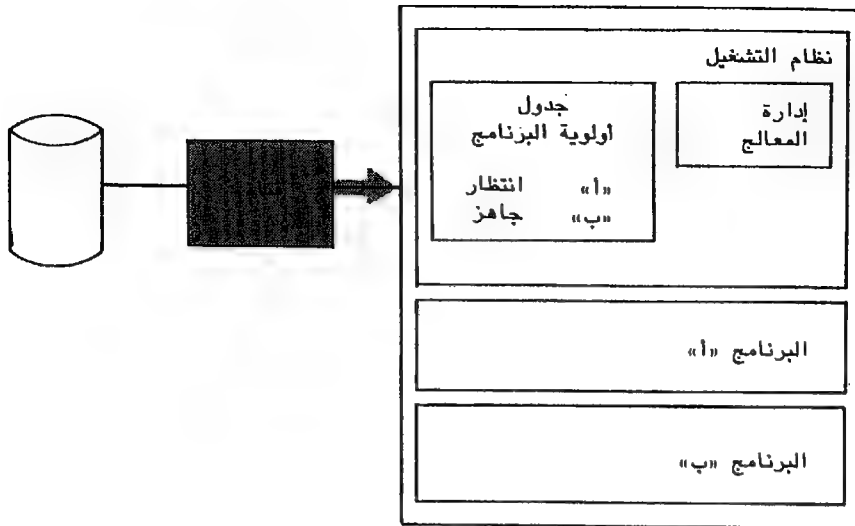 نظام التشغيل
إدارة
المعالج
جدول
أولوية البرنامج
«أ» انتظار
«ب» جاهز
البرنامج «أ»
البرنامج «ب»